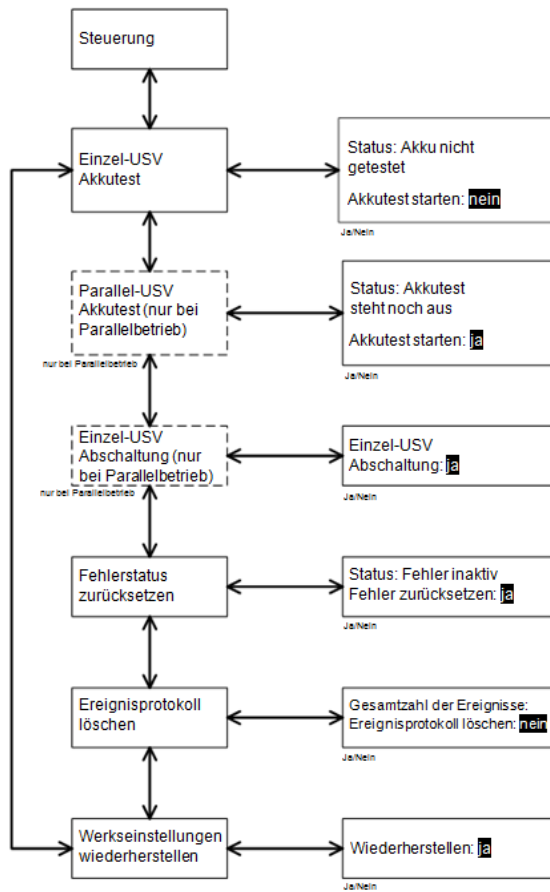 Steuerung
Einzel-USV
Akkutest
Status: Akku nicht
getestet
Akkutest starten: nein
Ja/Nein
Parallel-USV
Akkutest (nur bei
Parallelbetrieb)
nur bei Parallelbetrieb
Status: Akkutest
steht noch aus
Akkutest starten: ja
Ja/Nein
Einzel-USV
Abschaltung (nur
bei Parallelbetrieb)
nur bei Parallelbetrieb
Einzel-USV
Abschaltung: ja
Ja/Nein
Fehlerstatus
zurücksetzen
Status: Fehler inaktiv
Fehler zurücksetzen: ja
Ja/Nein
Ereignisprotokoll
löschen
Gesamtzahl der Ereignisse:
Ereignisprotokoll löschen: nein
Ja/Nein
Werkseinstellungen
wiederherstellen
Wiederherstellen: ja
Ja/Nein